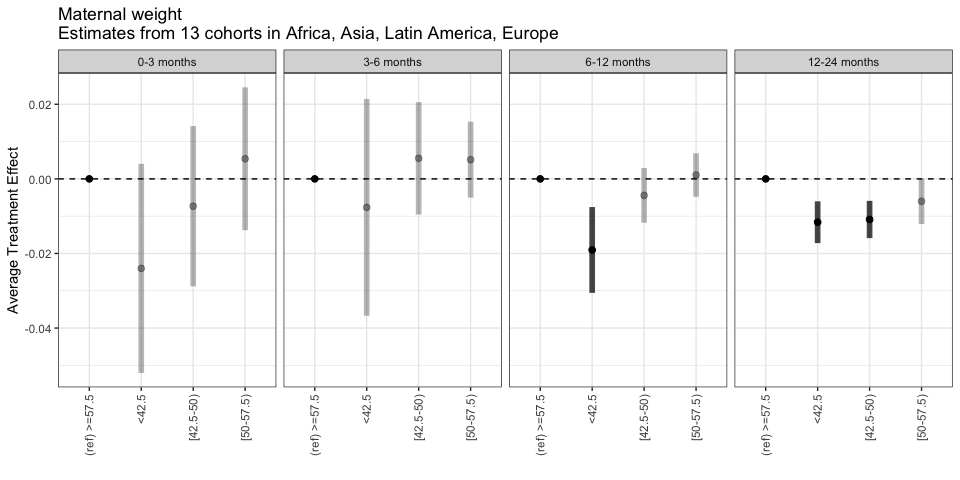 Maternal weight
Estimates from 13 cohorts in Africa, Asia, Latin America, Europe
0-3 months
3-6 months
6-12 months
12-24 months
Average Treatment Effect
0.02
0.00
-0.02
-0.04
(ref) >=57.5
<42.5
[42.5-50)
[50-57.5)
(ref) >=57.5
<42.5
[42.5-50)
[50-57.5)
(ref) >=57.5
<42.5
[42.5-50)
[50-57.5)
(ref) >=57.5
<42.5
[42.5-50)
[50-57.5)